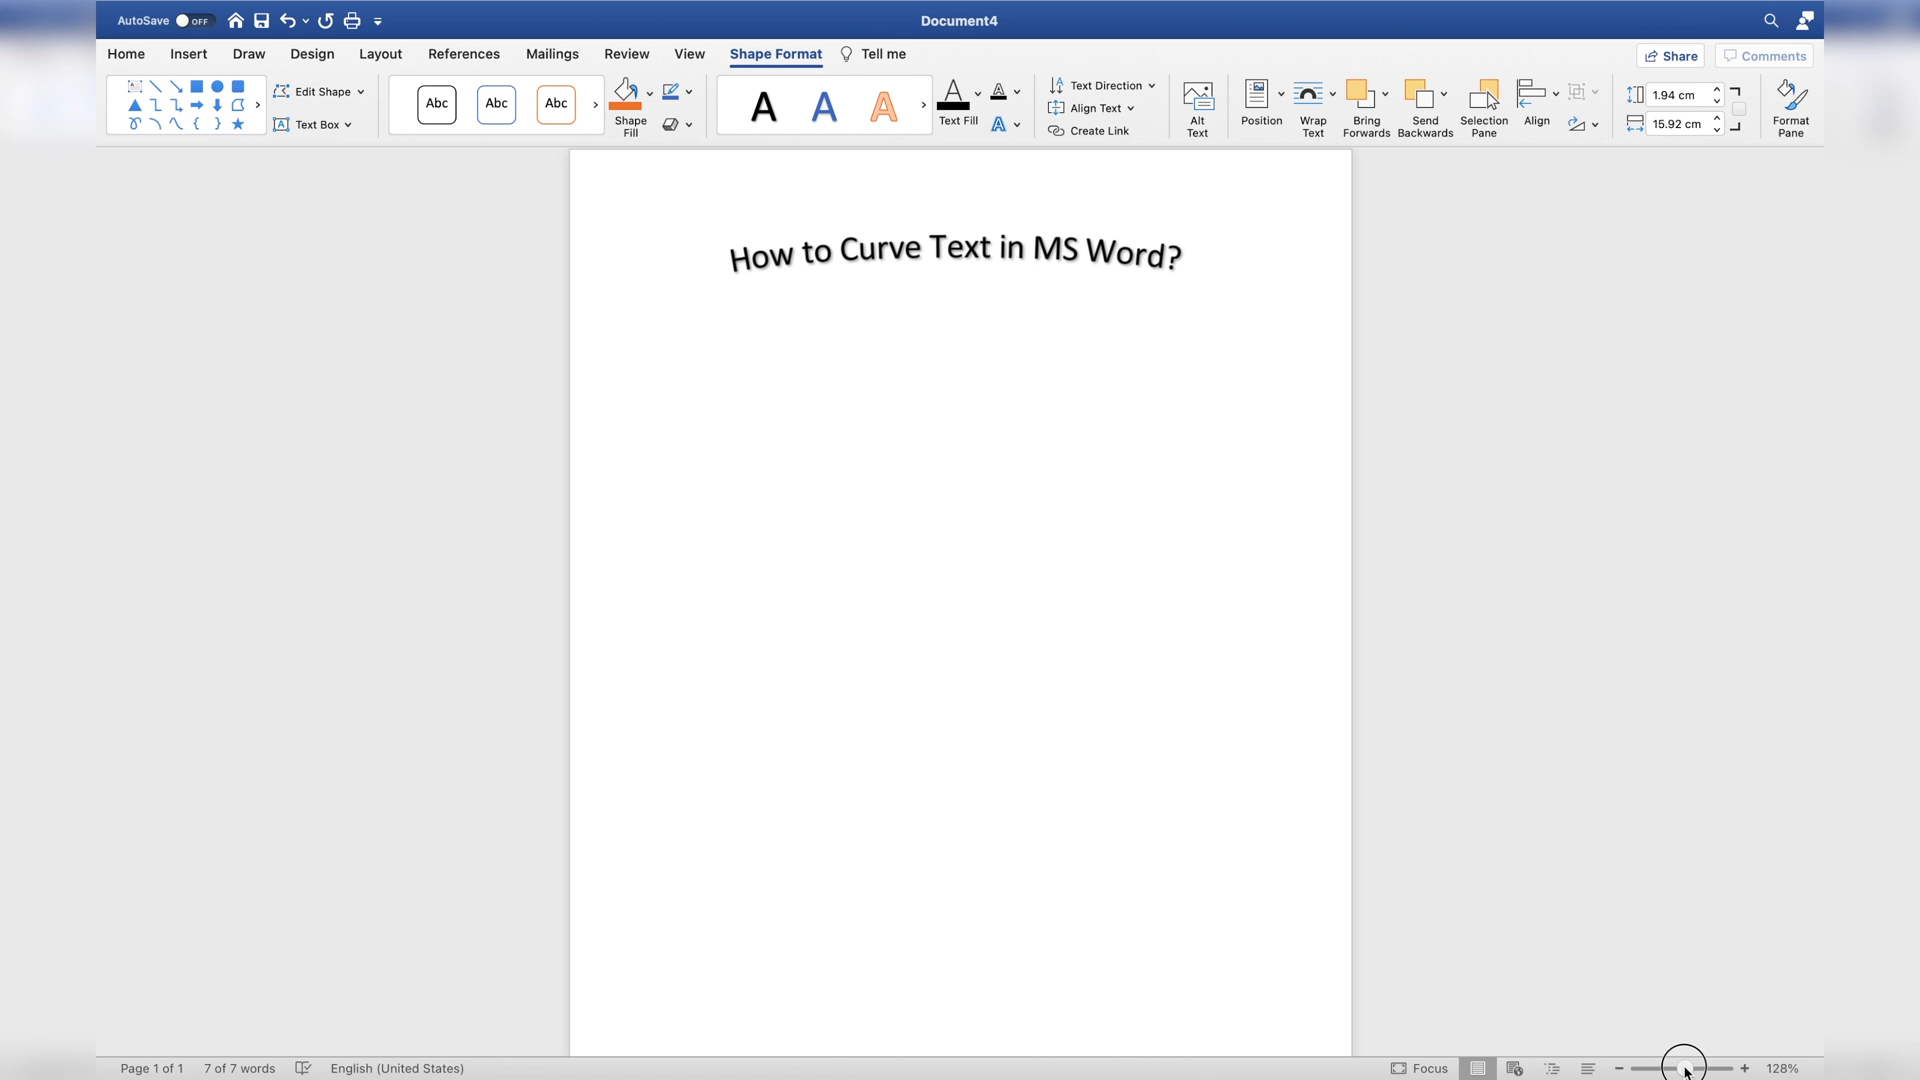 AutoSave OFF
Document4
Home Insert Draw Design Layout References Mailings Review View Shape Format Tell me
Share Comments
Edit Shape
Text Box
Abc Abc Abc
Shape Fill
A A A
Text Fill
Text Direction
Align Text
Create Link
Alt Text
Position
Wrap Text
Bring Forwards
Send Backwards
Selection Pane
Align
1.94 cm
15.92 cm
Format Pane
How to Curve Text in MS Word?
Page 1 of 1 7 of 7 words English (United States) Focus 128%